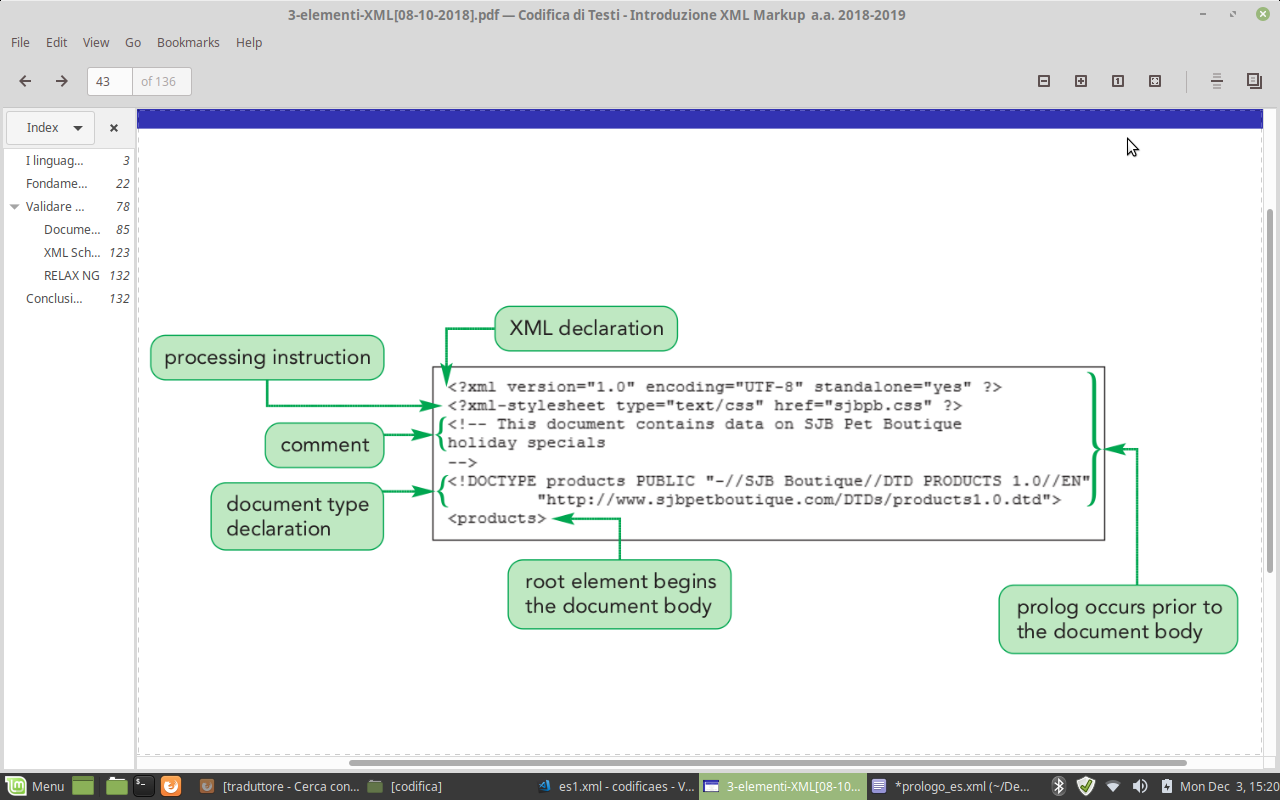 3-elementi-XML[08-10-2018].pdf — Codifica di Testi - Introduzione XML Markup a.a. 2018-2019
File Edit View Go Bookmarks Help
43 of 136
Index
I linguag... 3
Fondame... 22
Validare ... 78
Docume... 85
XML Sch... 123
RELAX NG 132
Conclusi... 132
XML declaration
processing instruction
comment
document type
declaration
<?xml version="1.0" encoding="UTF-8" standalone="yes" ?>
<?xml-stylesheet type="text/css" href="sjbpb.css" ?>
<!-- This document contains data on SJB Pet Boutique
holiday specials
-->
<!DOCTYPE products PUBLIC "-//SJB Boutique//DTD PRODUCTS 1.0//EN"
"http://www.sjbpetboutique.com/DTDs/products1.0.dtd">
<products>
root element begins
the document body
prolog occurs prior to
the document body
Menu
[traduttore - Cerca con...
[codifica]
es1.xml - codificaes - V...
3-elementi-XML[08-10...
*prologo_es.xml (~/De...
Mon Dec 3, 15:20